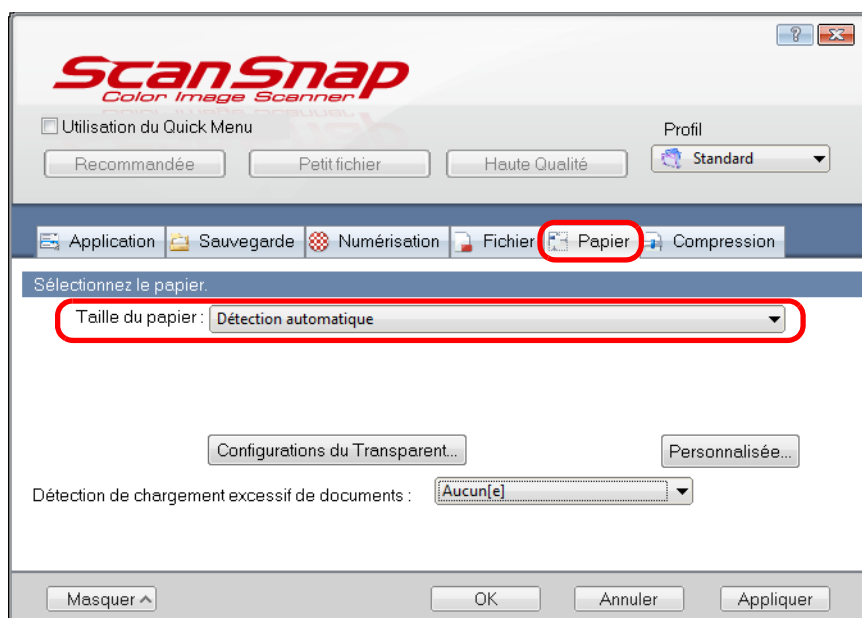 ScanSnap
Color Image Scanner
Utilisation du Quick Menu
Profil
Recommandée Petit fichier Haute Qualité Standard
Application Sauvegarde Numérisation Fichier Papier Compression
Sélectionnez le papier.
Taille du papier : Détection automatique
Configurations du Transparent... Personnalisée...
Détection de chargement excessif de documents : Aucun[e]
Masquer OK Annuler Appliquer